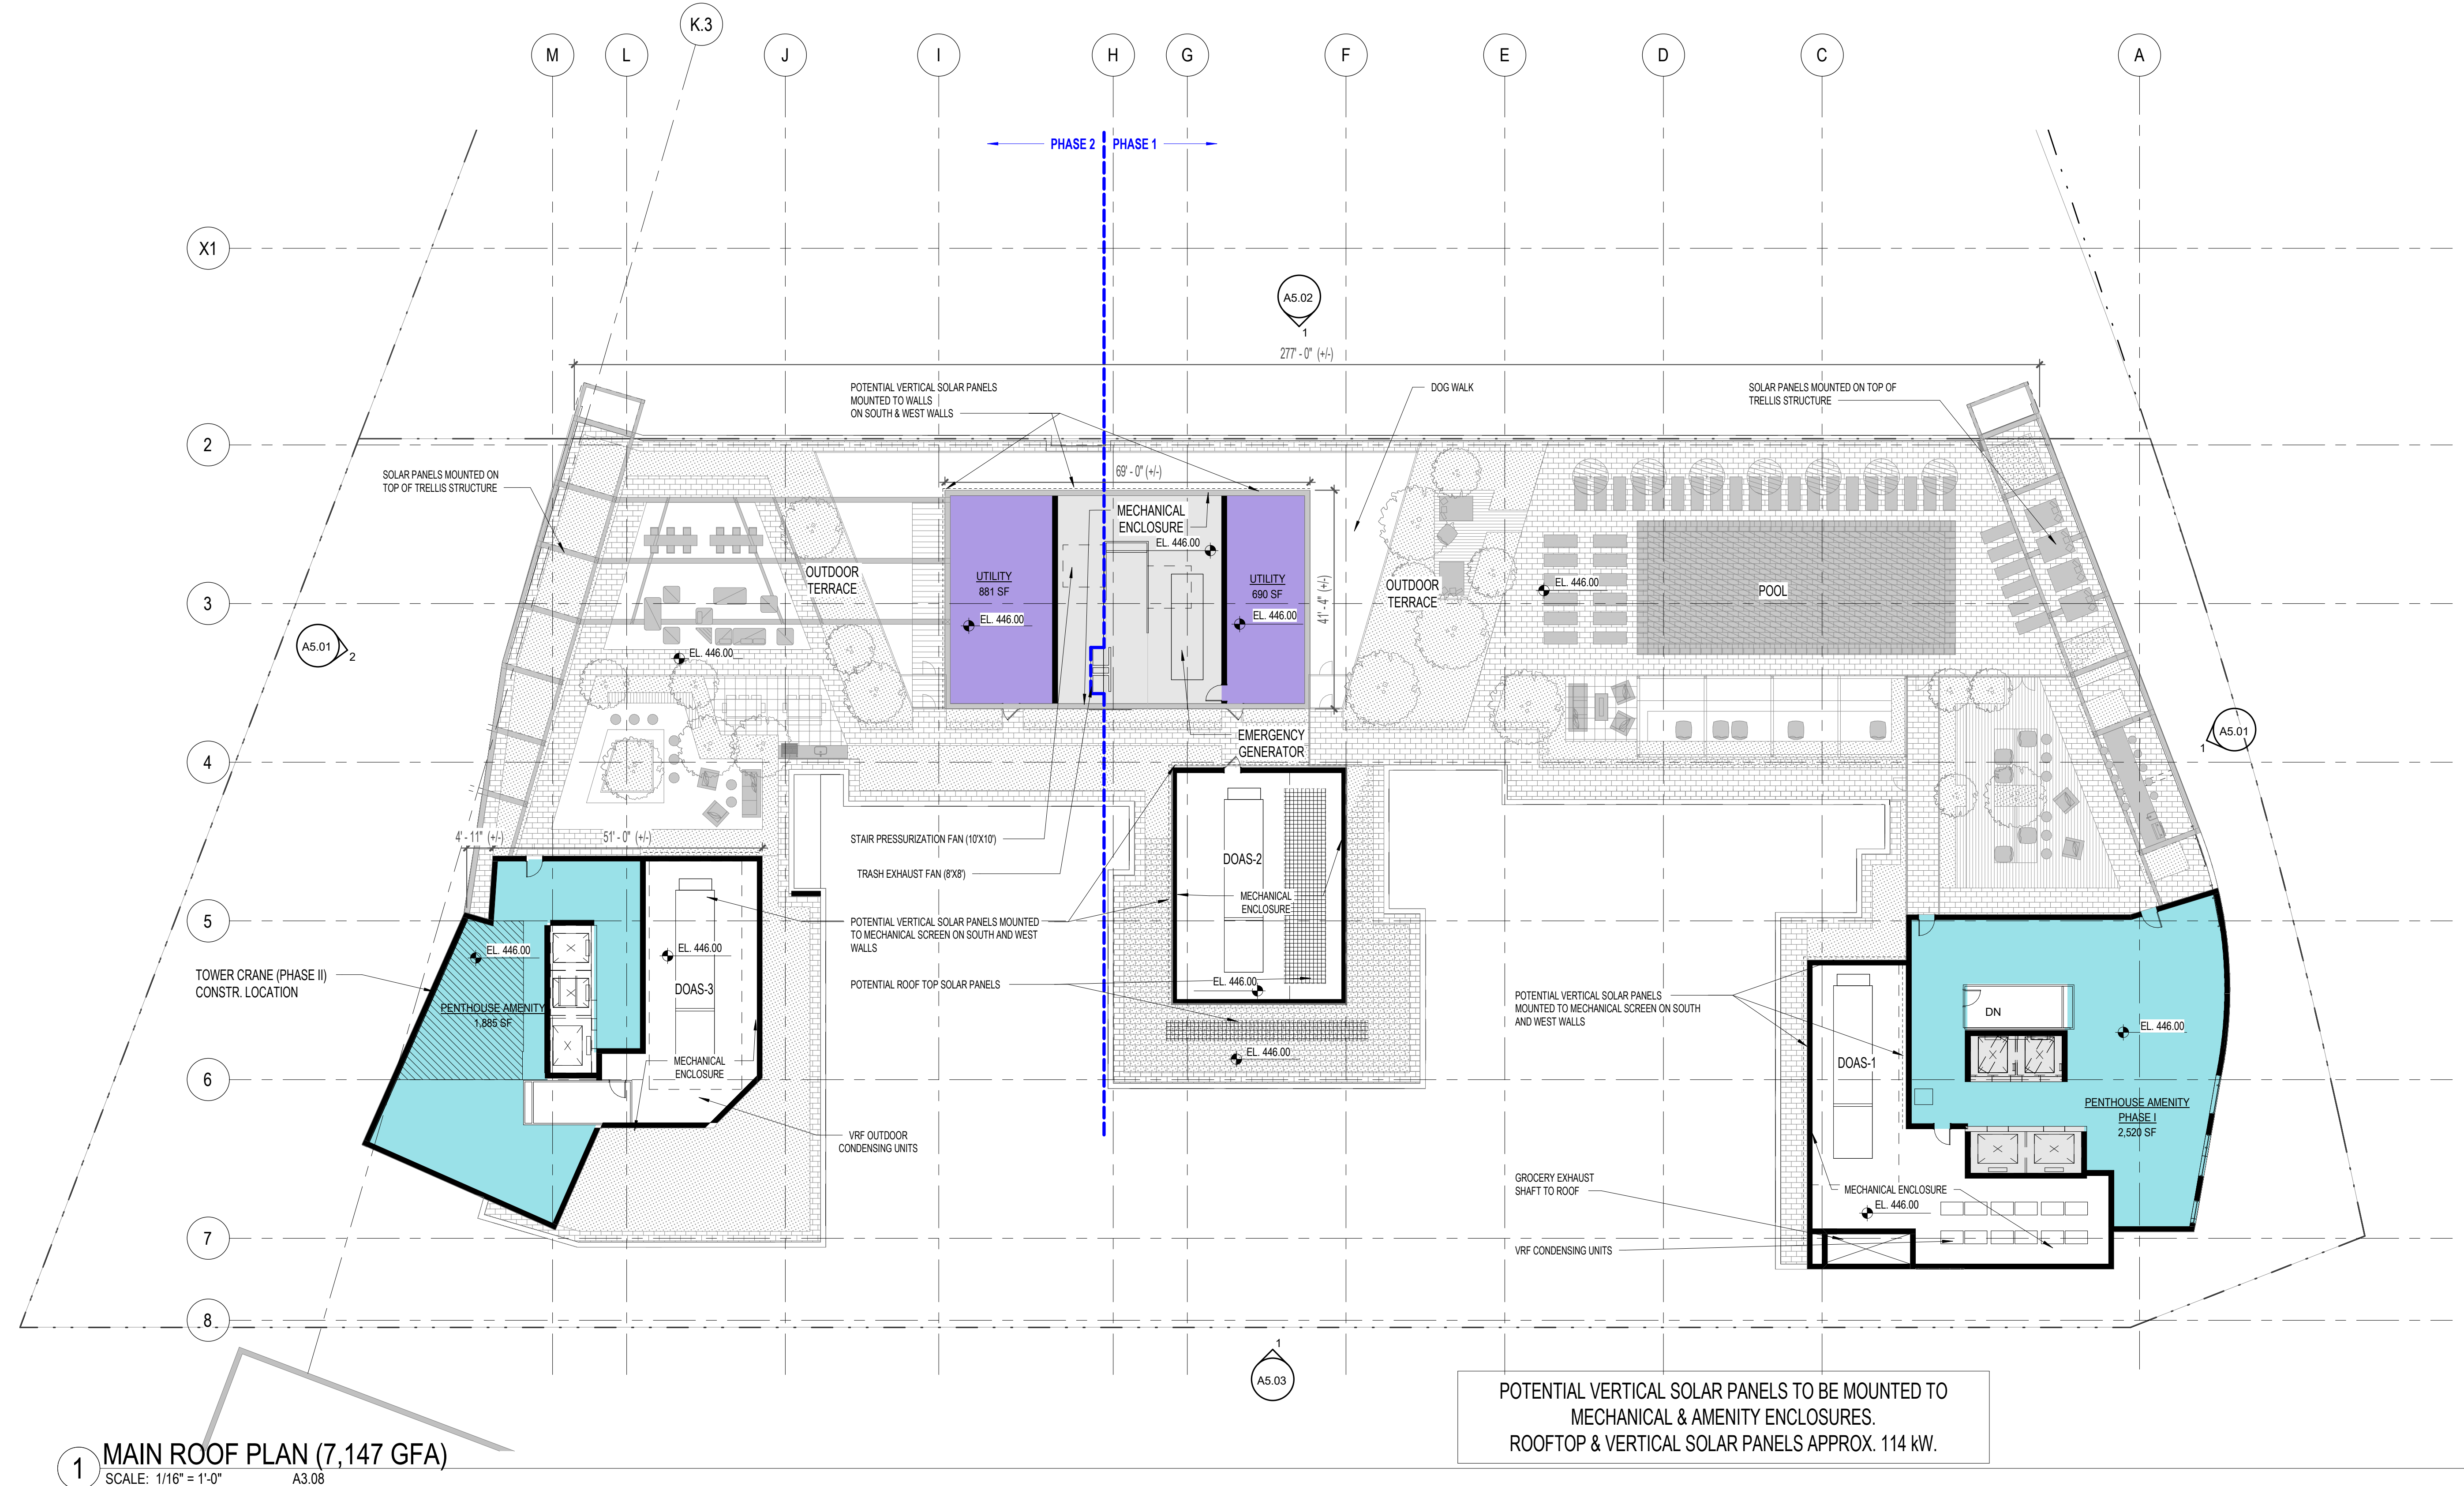 K.3
M
L
J
I
H
G
F
E
D
C
A
PHASE 2
PHASE 1
X1
A5.02
1
277' - 0" (+/-)
POTENTIAL VERTICAL SOLAR PANELS
MOUNTED TO WALLS
ON SOUTH & WEST WALLS
DOG WALK
SOLAR PANELS MOUNTED ON TOP OF
TRELLIS STRUCTURE
2
69' - 0" (+/-)
SOLAR PANELS MOUNTED ON
TOP OF TRELLIS STRUCTURE
MECHANICAL
ENCLOSURE
EL. 446.00
OUTDOOR
TERRACE
UTILITY
881 SF
EL. 446.00
UTILITY
690 SF
EL. 446.00
41' - 4" (+/-)
OUTDOOR
TERRACE
EL. 446.00
POOL
3
A5.01
2
EL. 446.00
A5.01
1
EMERGENCY
GENERATOR
4
4' - 11" (+/-)
51' - 0" (+/-)
STAIR PRESSURIZATION FAN (10'X10')
DOAS-2
TRASH EXHAUST FAN (8'X8')
MECHANICAL
ENCLOSURE
5
POTENTIAL VERTICAL SOLAR PANELS MOUNTED
TO MECHANICAL SCREEN ON SOUTH AND WEST
WALLS
EL. 446.00
EL. 446.00
TOWER CRANE (PHASE II)
CONSTR. LOCATION
DOAS-3
POTENTIAL ROOF TOP SOLAR PANELS
EL. 446.00
PENTHOUSE AMENITY
1,885 SF
POTENTIAL VERTICAL SOLAR PANELS
MOUNTED TO MECHANICAL SCREEN ON SOUTH
AND WEST WALLS
DN
EL. 446.00
MECHANICAL
ENCLOSURE
EL. 446.00
DOAS-1
6
PENTHOUSE AMENITY
PHASE I
2,520 SF
VRF OUTDOOR
CONDENSING UNITS
GROCERY EXHAUST
SHAFT TO ROOF
MECHANICAL ENCLOSURE
EL. 446.00
7
VRF CONDENSING UNITS
8
1
A5.03
POTENTIAL VERTICAL SOLAR PANELS TO BE MOUNTED TO
MECHANICAL & AMENITY ENCLOSURES.
ROOFTOP & VERTICAL SOLAR PANELS APPROX. 114 kW.
1
MAIN ROOF PLAN (7,147 GFA)
SCALE: 1/16" = 1'-0"
A3.08